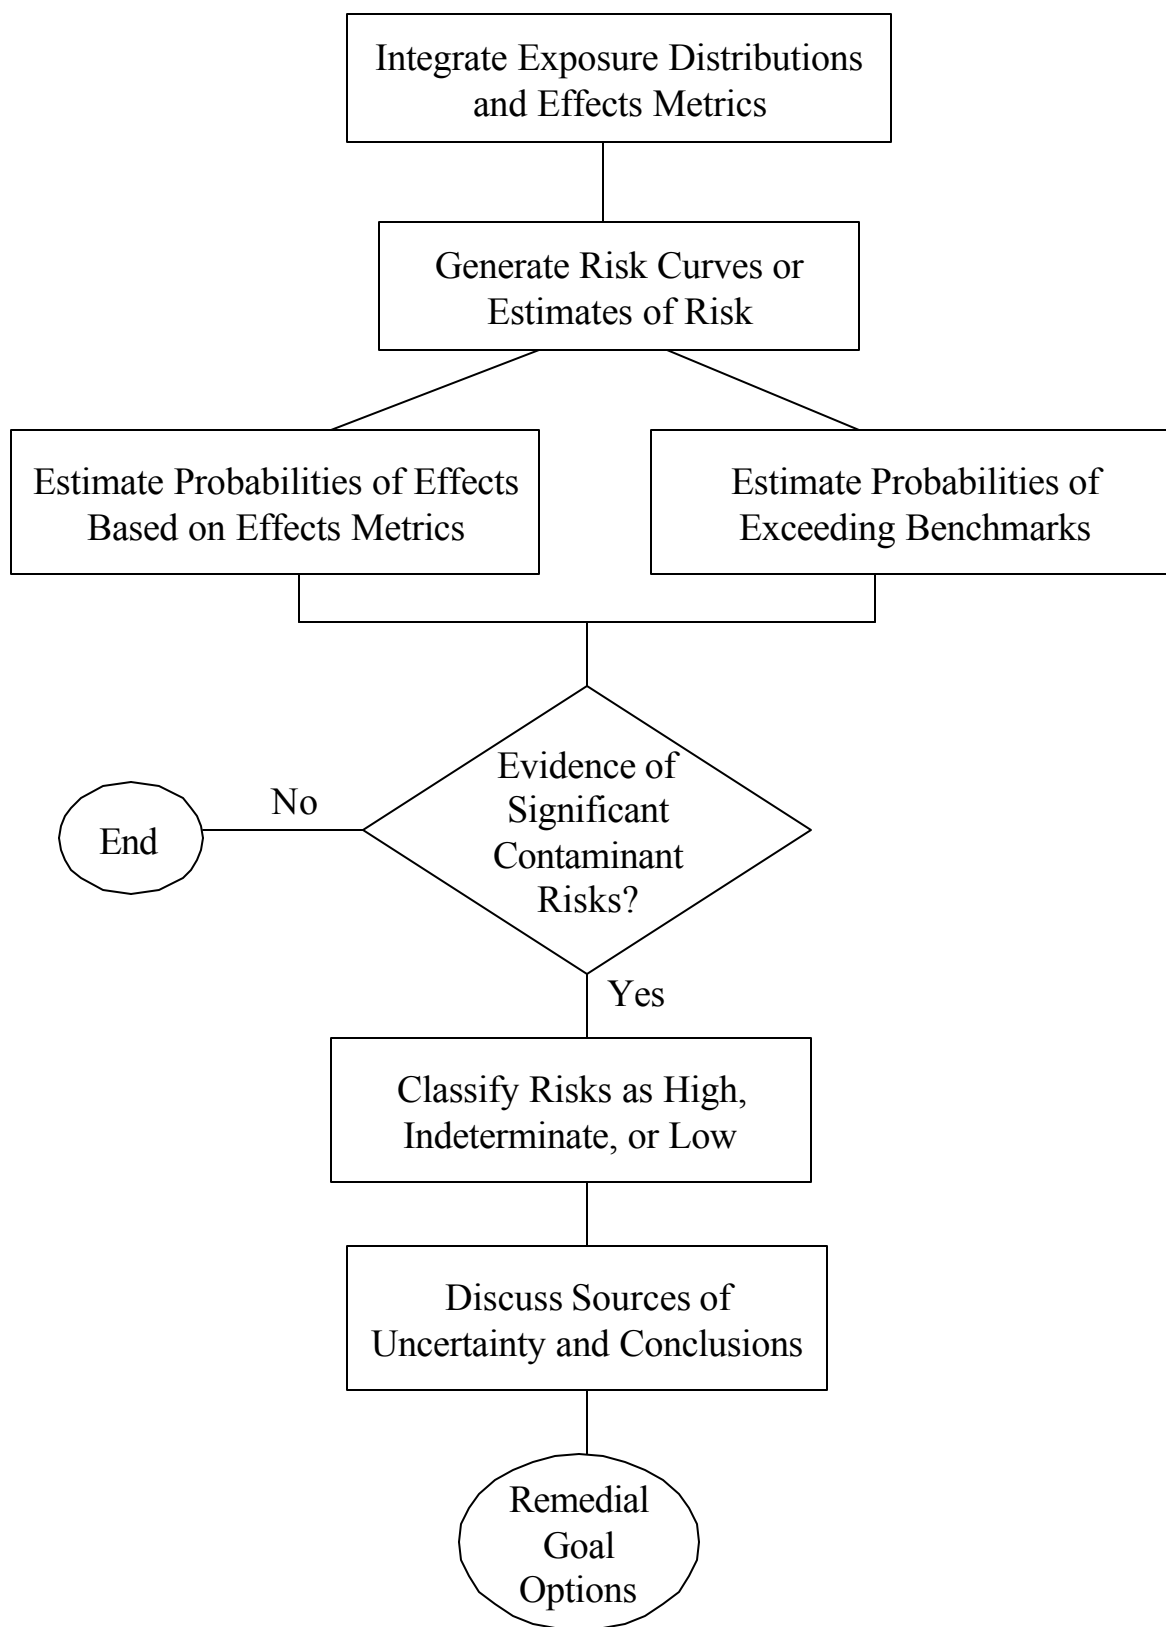 Integrate Exposure Distributions
and Effects Metrics
Generate Risk Curves or
Estimates of Risk
Estimate Probabilities of Effects
Based on Effects Metrics
Estimate Probabilities of
Exceeding Benchmarks
Evidence of
Significant
Contaminant
Risks?
No
End
Yes
Classify Risks as High,
Indeterminate, or Low
Discuss Sources of
Uncertainty and Conclusions
Remedial
Goal
Options